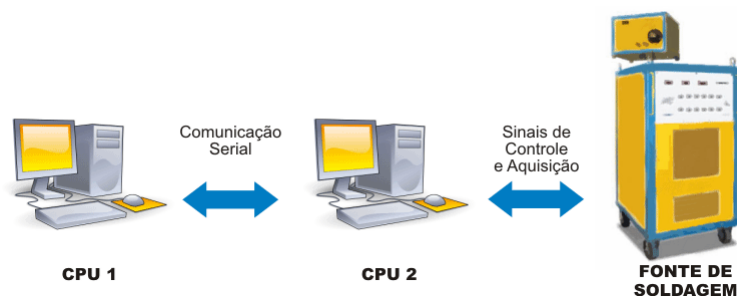 Comunicação
Serial
Sinais de
Controle
e Aquisição
CPU 1
CPU 2
FONTE DE
SOLDAGEM